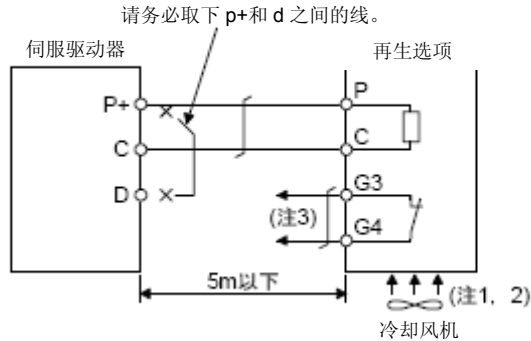 请务必取下 p+和 d 之间的线。
伺服驱动器
再生选项
P+
P
C
C
D
G3
(注3)
G4
5m以下
(注1，2)
冷却风机